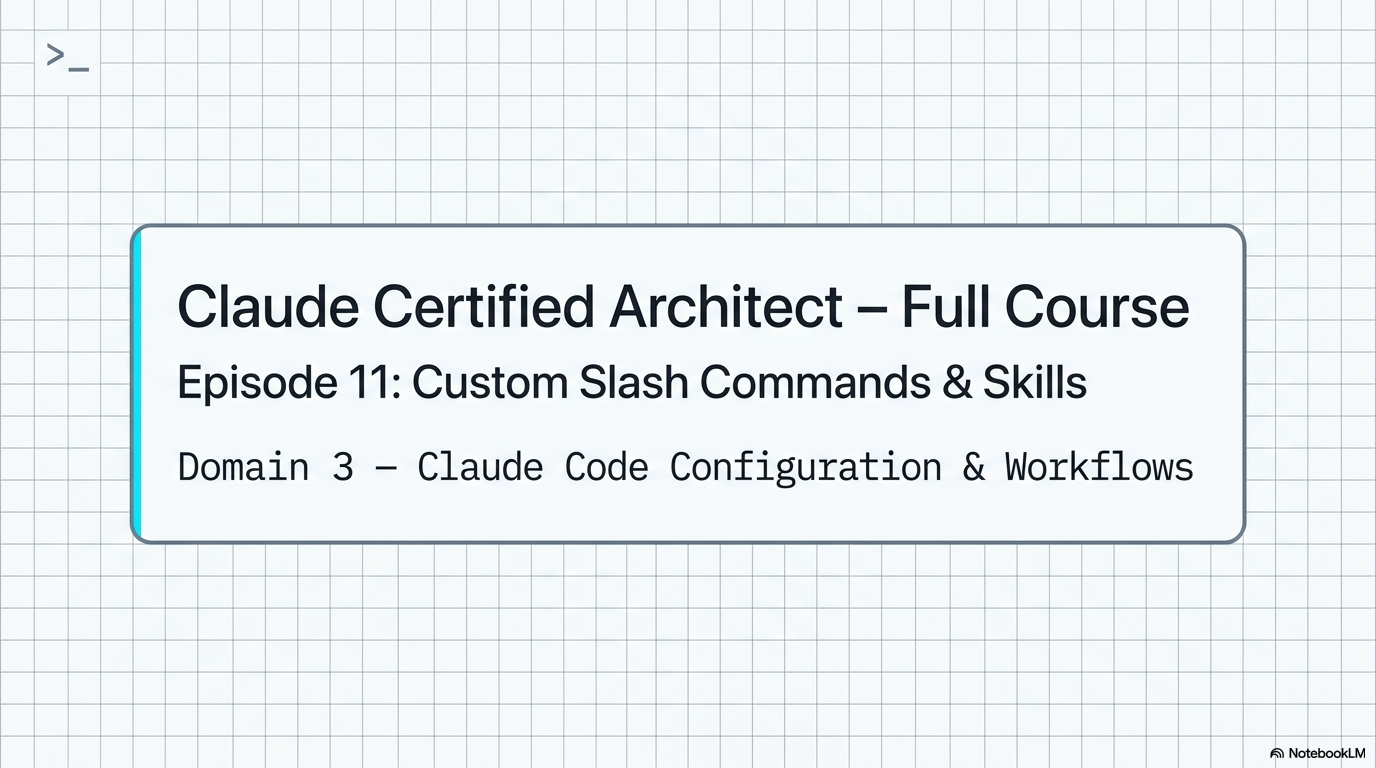 >_
Claude Certified Architect – Full Course
Episode 11: Custom Slash Commands & Skills
Domain 3 – Claude Code Configuration & Workflows
NotebookLM